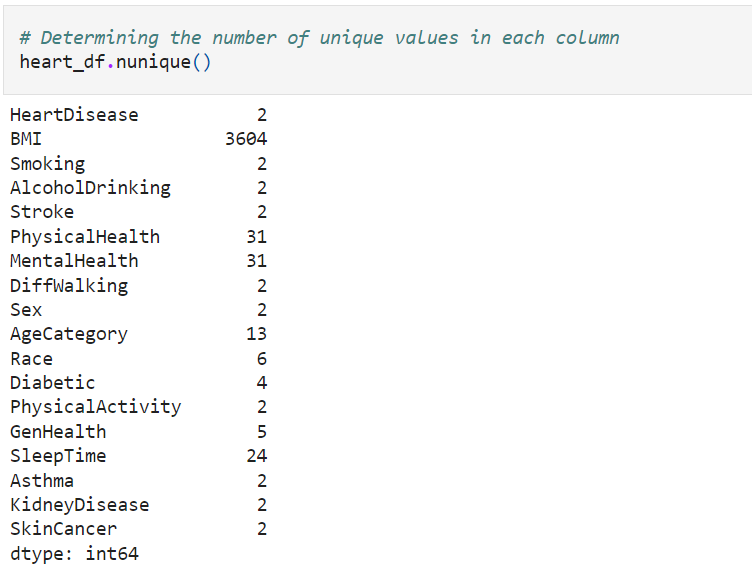 # Determining the number of unique values in each column
heart_df.nunique()
HeartDisease 2
BMI 3604
Smoking 2
AlcoholDrinking 2
Stroke 2
PhysicalHealth 31
MentalHealth 31
DiffWalking 2
Sex 2
AgeCategory 13
Race 6
Diabetic 4
PhysicalActivity 2
GenHealth 5
SleepTime 24
Asthma 2
KidneyDisease 2
SkinCancer 2
dtype: int64